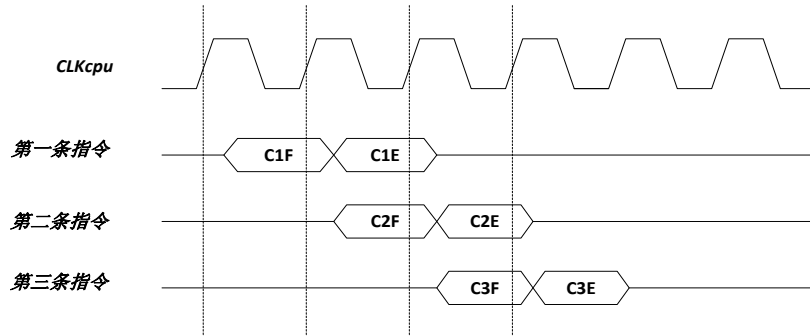 CLKcpu
第一条指令
C1F
C1E
第二条指令
C2F
C2E
第三条指令
C3F
C3E